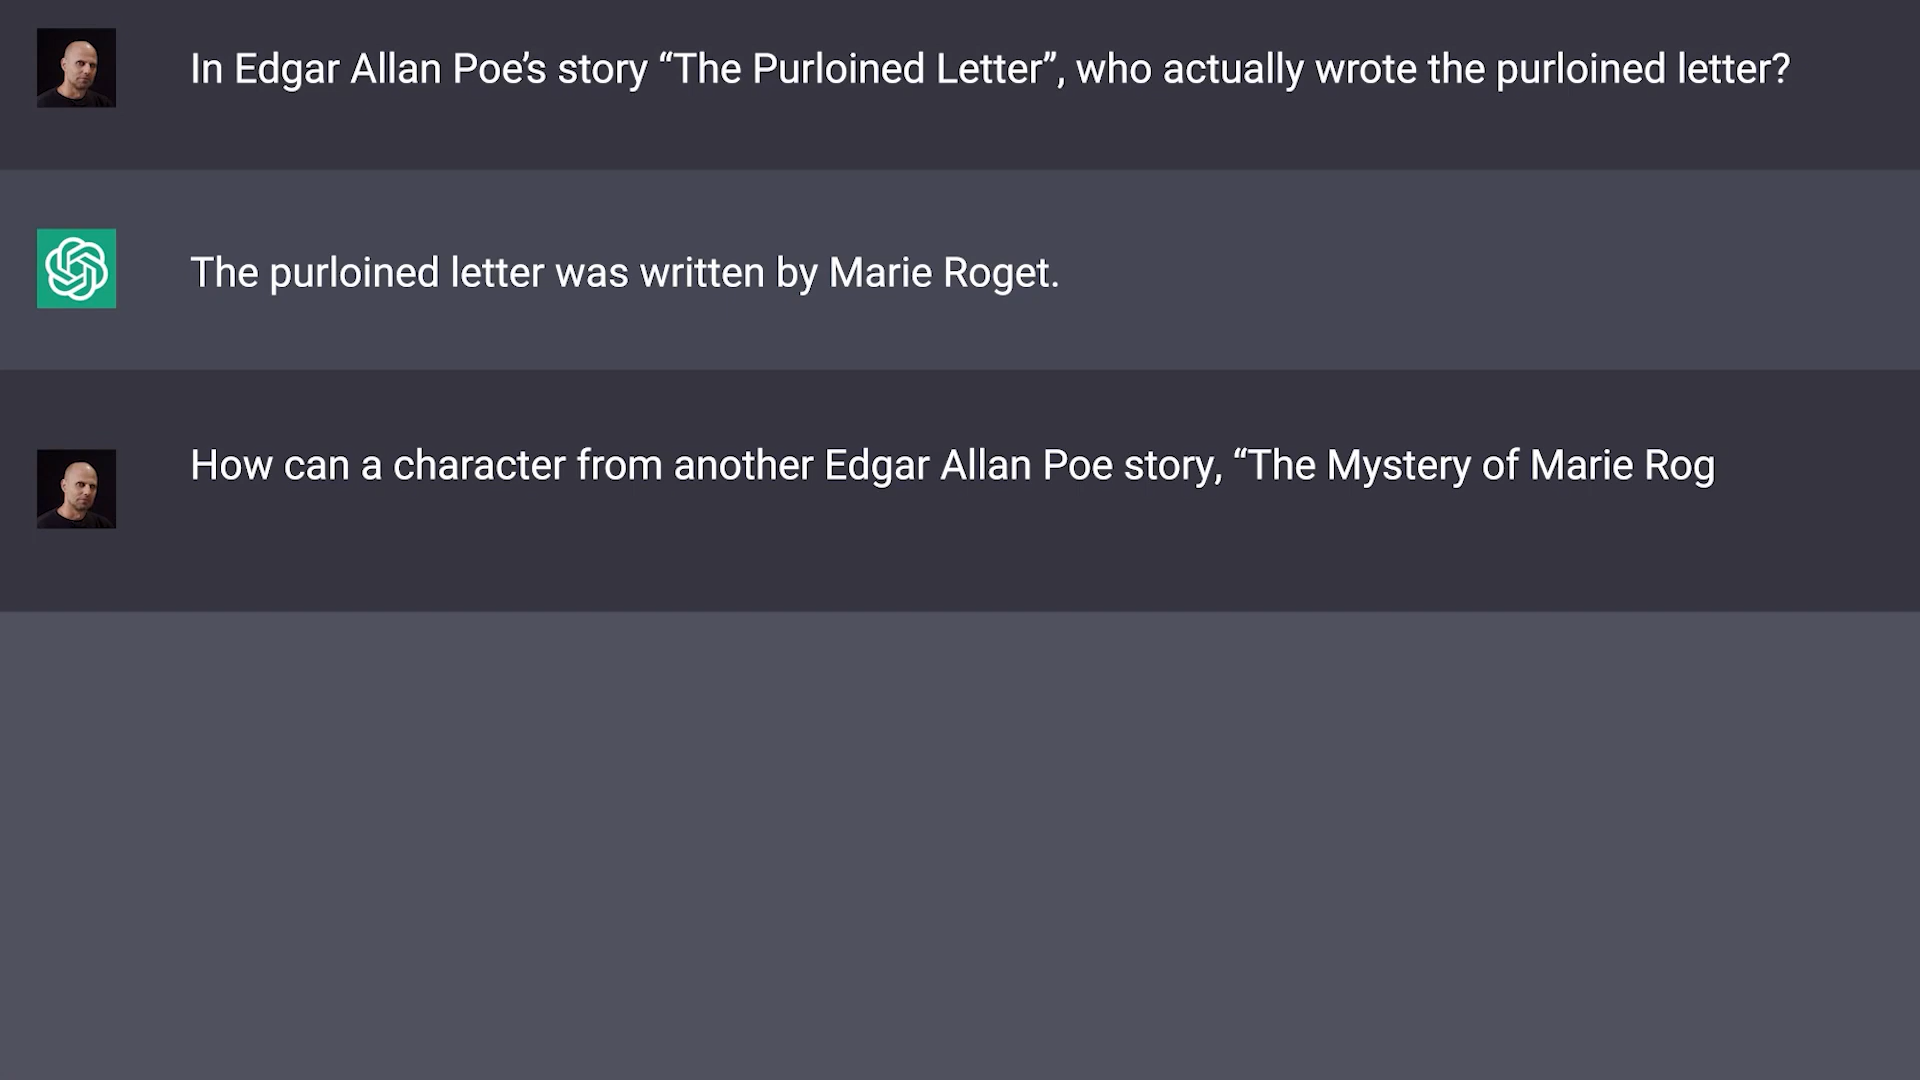 In Edgar Allan Poe’s story “The Purloined Letter”, who actually wrote the purloined letter?
The purloined letter was written by Marie Roget.
How can a character from another Edgar Allan Poe story, “The Mystery of Marie Rog